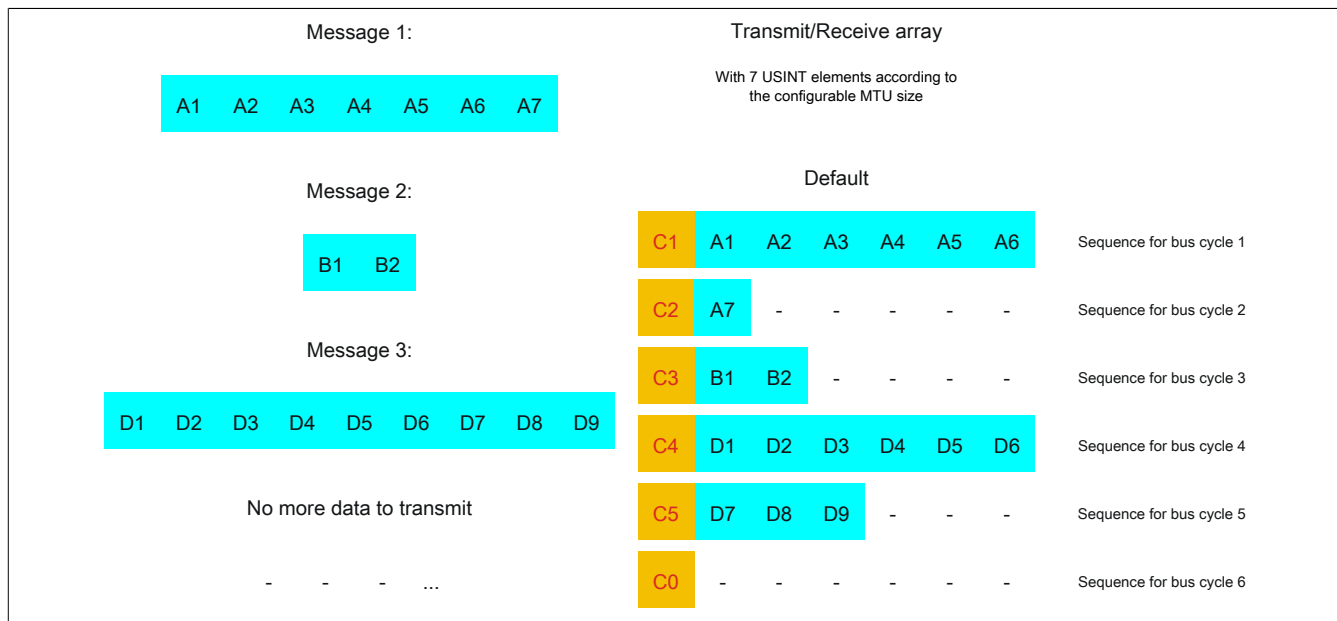 Message 1:
A1 A2 A3 A4 A5 A6 A7
Message 2:
B1 B2
Message 3:
D1 D2 D3 D4 D5 D6 D7 D8 D9
No more data to transmit
- - - ...
Transmit/Receive array
With 7 USINT elements according to
the configurable MTU size
Default
C1 A1 A2 A3 A4 A5 A6 Sequence for bus cycle 1
C2 A7 - - - - - Sequence for bus cycle 2
C3 B1 B2 - - - - Sequence for bus cycle 3
C4 D1 D2 D3 D4 D5 D6 Sequence for bus cycle 4
C5 D7 D8 D9 - - - Sequence for bus cycle 5
C0 - - - - - - Sequence for bus cycle 6